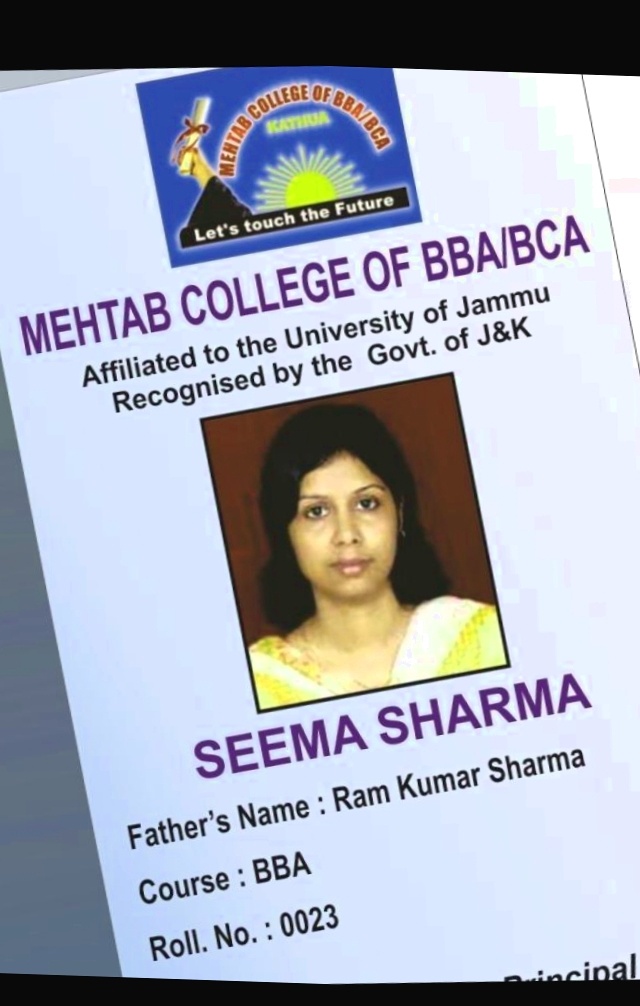 MEHTAB COLLEGE OF BBA/BCA
KATHUA
Let's touch the Future
MEHTAB COLLEGE OF BBA/BCA
Affiliated to the University of Jammu
Recognised by the Govt. of J&K
SEEMA SHARMA
Father's Name : Ram Kumar Sharma
Course : BBA
Roll. No. : 0023
Principal